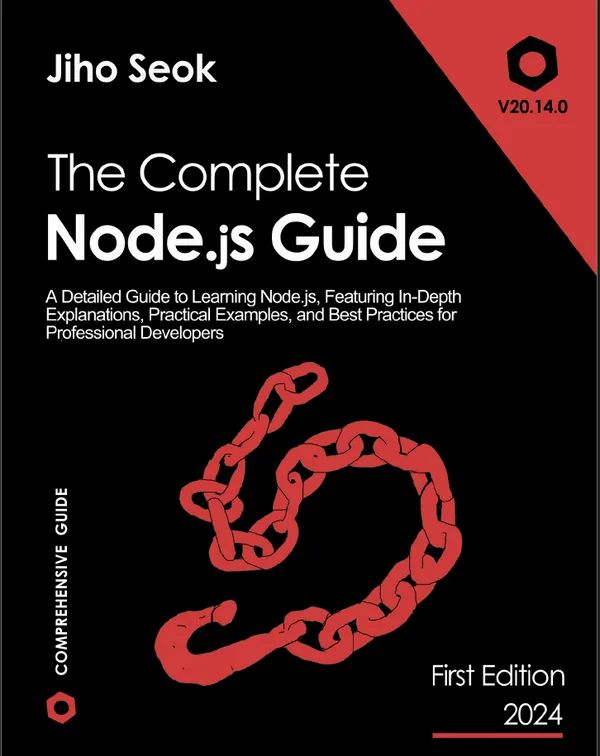 Jiho Seok
V20.14.0
The Complete
Node.js Guide
A Detailed Guide to Learning Node.js, Featuring In-Depth
Explanations, Practical Examples, and Best Practices for
Professional Developers
COMPREHENSIVE GUIDE
First Edition
2024